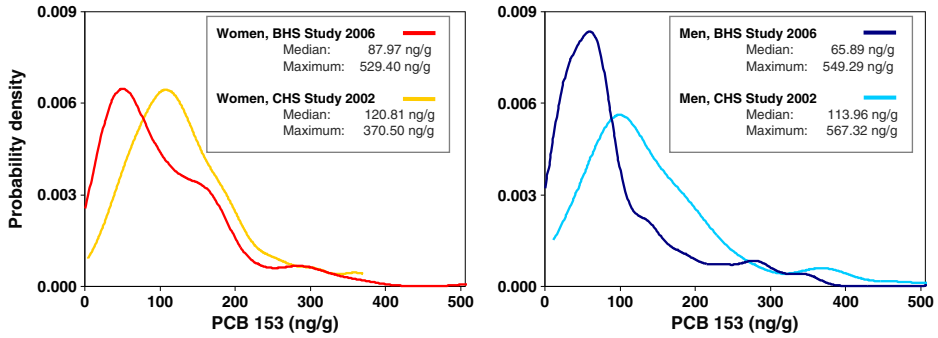 0.009
0.006
0.003
0.000
Probability density
Women, BHS Study 2006
Median: 87.97 ng/g
Maximum: 529.40 ng/g
Women, CHS Study 2002
Median: 120.81 ng/g
Maximum: 370.50 ng/g
0 100 200 300 400 500
PCB 153 (ng/g)
0.009
0.006
0.003
0.000
Men, BHS Study 2006
Median: 65.89 ng/g
Maximum: 549.29 ng/g
Men, CHS Study 2002
Median: 113.96 ng/g
Maximum: 567.32 ng/g
0 100 200 300 400 500
PCB 153 (ng/g)